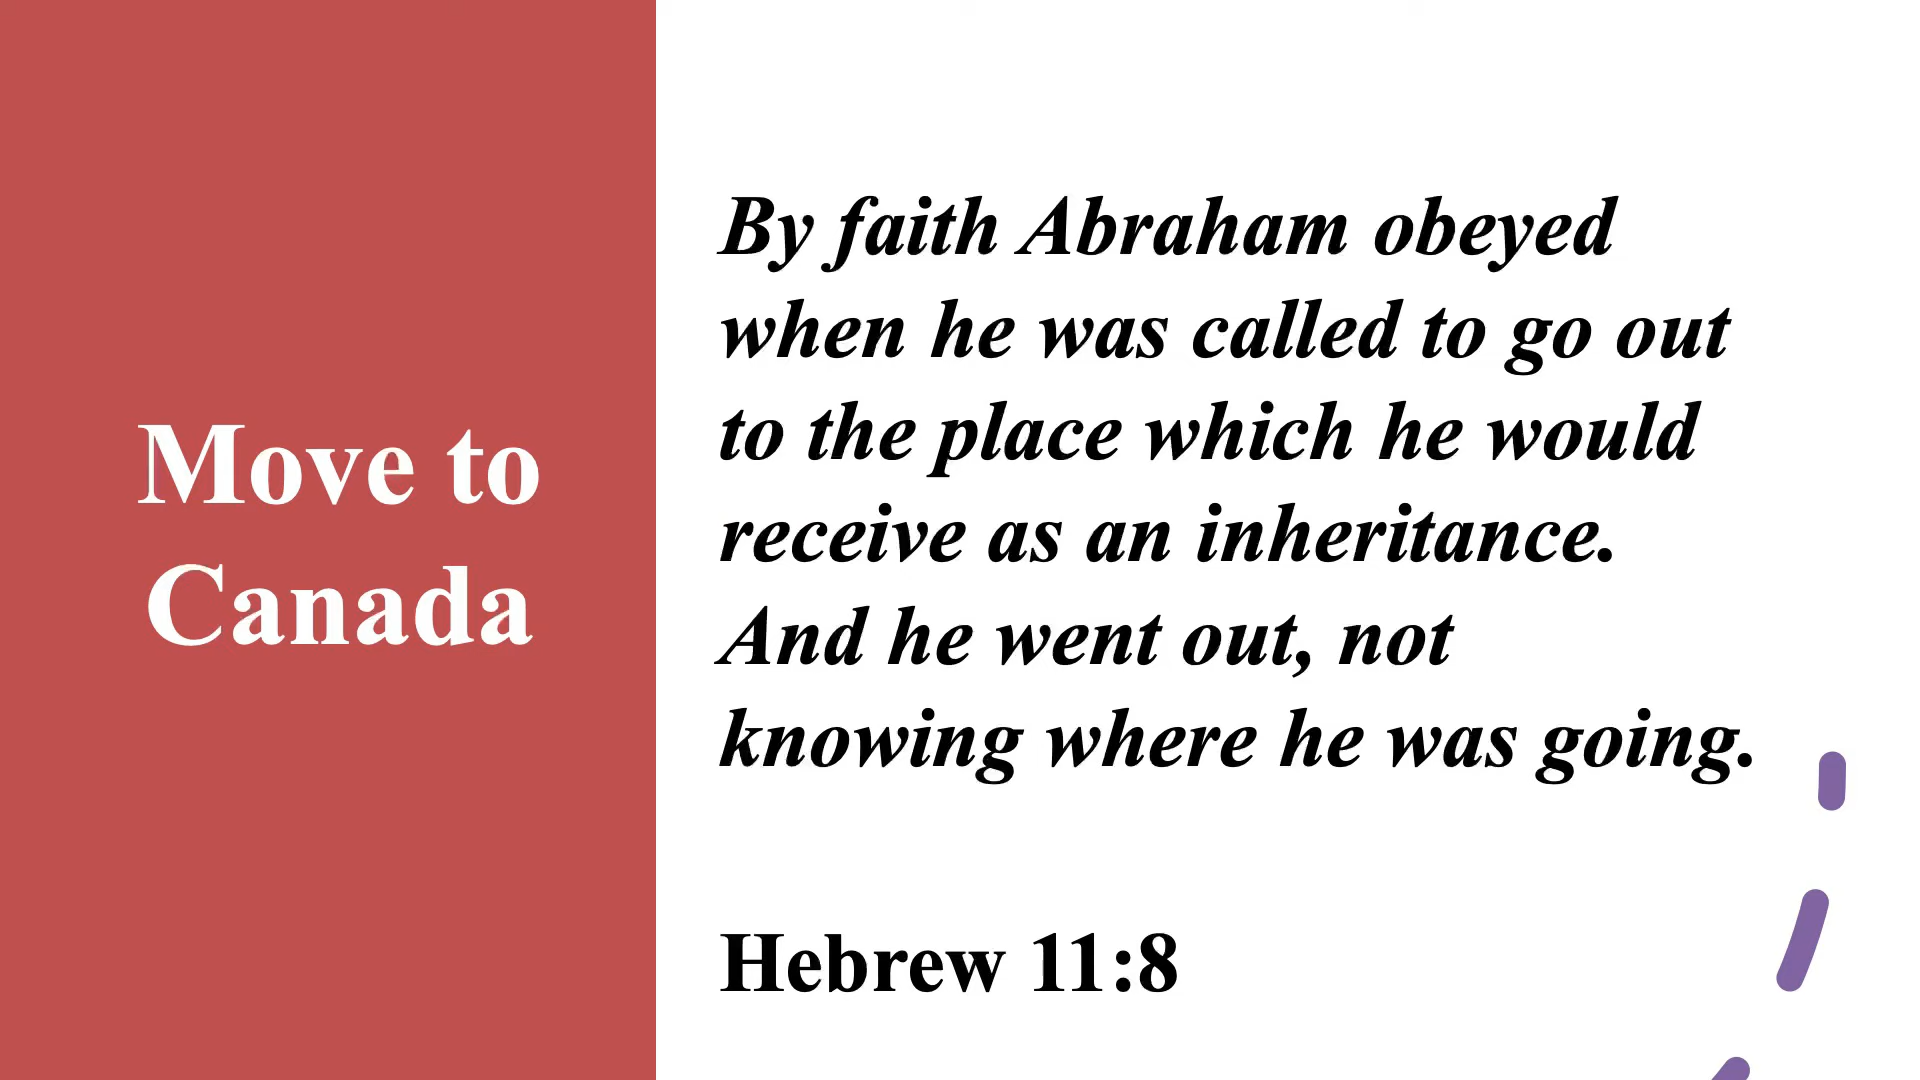 Move to
Canada
By faith Abraham obeyed
when he was called to go out
to the place which he would
receive as an inheritance.
And he went out, not
knowing where he was going.
Hebrew 11:8